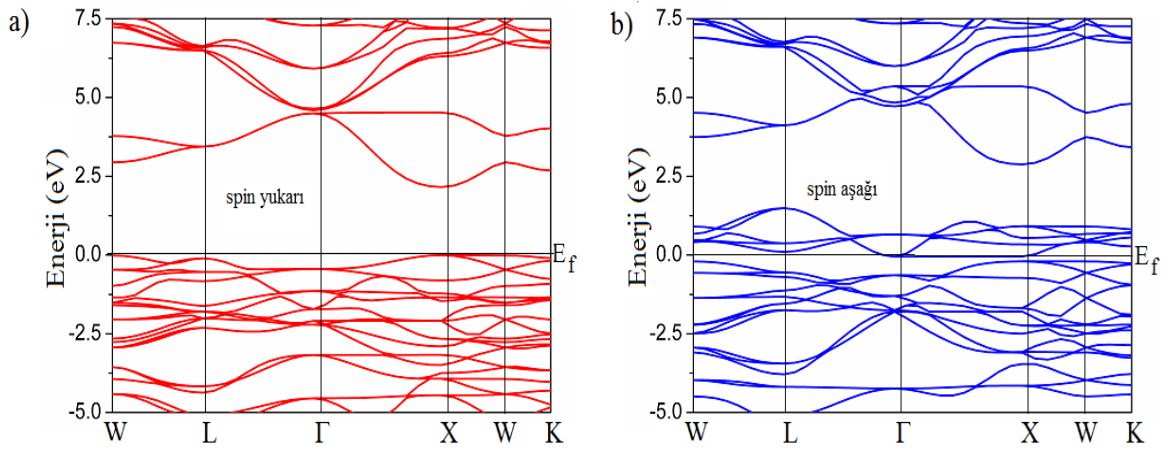 a)
7.5
5.0
2.5
0.0
-2.5
-5.0
Enerji (eV)
spin yukarı
E_f
W L Γ X W K
b)
7.5
5.0
2.5
0.0
-2.5
-5.0
Enerji (eV)
spin aşağı
E_f
W L Γ X W K